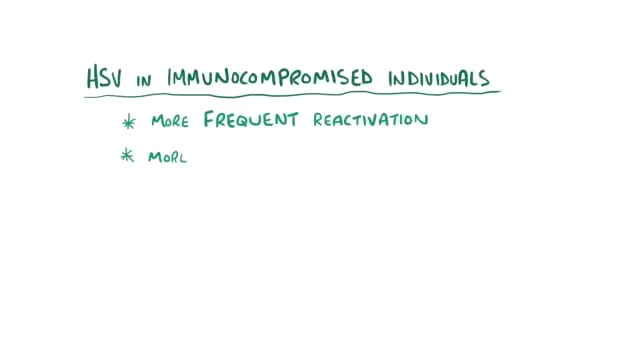 HSV IN IMMUNOCOMPROMISED INDIVIDUALS
* MORE FREQUENT REACTIVATION
* MORL